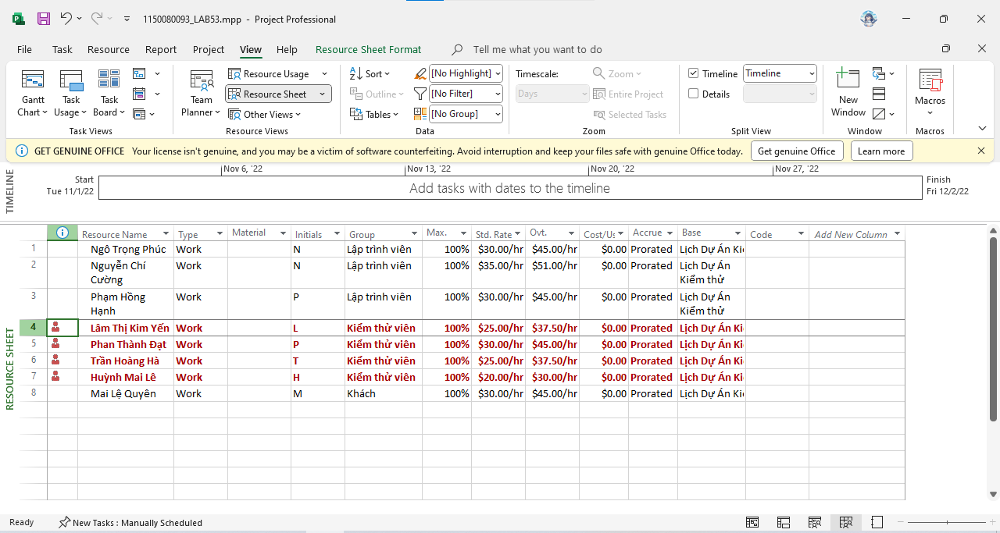 1150080093_LAB53.mpp - Project Professional
File Task Resource Report Project View Help Resource Sheet Format Tell me what you want to do
Gantt Chart
Task Usage
Task Board
Task Views
Team Planner
Resource Usage
Resource Sheet
Other Views
Resource Views
Sort
Outline
Tables
[No Highlight]
[No Filter]
[No Group]
Data
Timescale:
Days
Zoom
Entire Project
Selected Tasks
Zoom
Timeline Timeline
Details
Split View
New Window
Window
Macros
Macros
GET GENUINE OFFICE Your license isn't genuine, and you may be a victim of software counterfeiting. Avoid interruption and keep your files safe with genuine Office today. Get genuine Office Learn more
TIMELINE
Nov 6, '22 Nov 13, '22 Nov 20, '22 Nov 27, '22
Start
Tue 11/1/22
Add tasks with dates to the timeline
Finish
Fri 12/2/22
RESOURCE SHEET
Resource Name Type Material Initials Group Max. Std. Rate Ovt. Cost/Us Accrue Base Code Add New Column
1 Ngô Trọng Phúc Work N Lập trình viên 100% $30.00/hr $45.00/hr $0.00 Prorated Lịch Dự Án Ki
2 Nguyễn Chí Cường Work N Lập trình viên 100% $35.00/hr $51.00/hr $0.00 Prorated Lịch Dự Án Kiểm thử
3 Phạm Hồng Hạnh Work P Lập trình viên 100% $30.00/hr $45.00/hr $0.00 Prorated Lịch Dự Án Kiểm thử
4 Lâm Thị Kim Yến Work L Kiểm thử viên 100% $25.00/hr $37.50/hr $0.00 Prorated Lịch Dự Án Ki
5 Phan Thành Đạt Work P Kiểm thử viên 100% $30.00/hr $45.00/hr $0.00 Prorated Lịch Dự Án Ki
6 Trần Hoàng Hà Work T Kiểm thử viên 100% $25.00/hr $37.50/hr $0.00 Prorated Lịch Dự Án Ki
7 Huỳnh Mai Lê Work H Kiểm thử viên 100% $20.00/hr $30.00/hr $0.00 Prorated Lịch Dự Án Ki
8 Mai Lệ Quyên Work M Khách 100% $30.00/hr $45.00/hr $0.00 Prorated Lịch Dự Án Ki
Ready New Tasks : Manually Scheduled